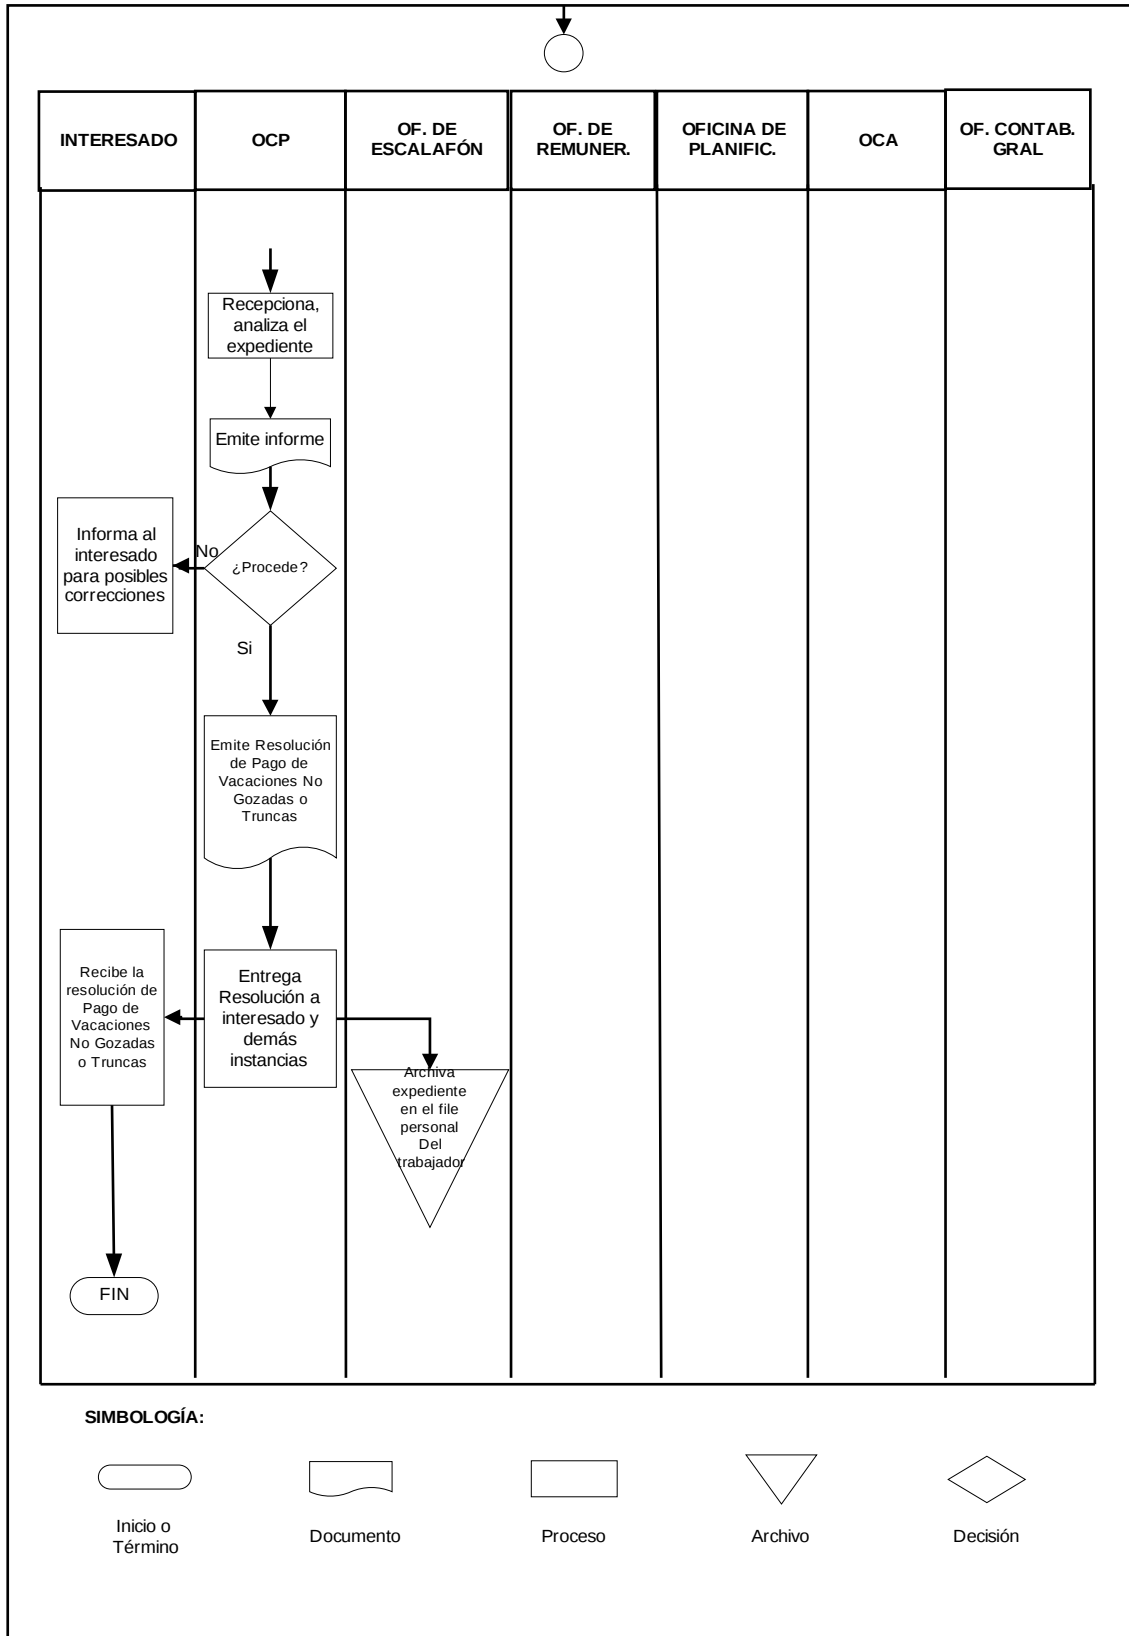 INTERESADO
OCP
OF. DE
ESCALAFÓN
OF. DE
REMUNER.
OFICINA DE
PLANIFIC.
OCA
OF. CONTAB.
GRAL
Recepciona,
analiza el
expediente
Emite informe
¿Procede?
No
Informa al
interesado
para posibles
correcciones
Si
Emite Resolución
de Pago de
Vacaciones No
Gozadas o
Truncas
Entrega
Resolución a
interesado y
demás
instancias
Recibe la
resolución de
Pago de
Vacaciones
No Gozadas
o Truncas
Archiva
expediente
en el file
personal
Del
trabajador
FIN
SIMBOLOGÍA:
Inicio o
Término
Documento
Proceso
Archivo
Decisión